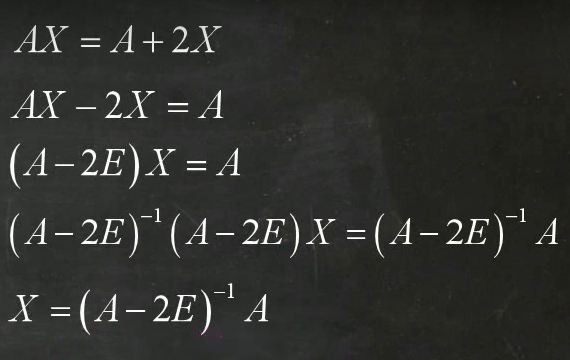 AX = A + 2X
AX − 2X = A
(A − 2E) X = A
(A − 2E)⁻¹ (A − 2E) X = (A − 2E)⁻¹ A
X = (A − 2E)⁻¹ A